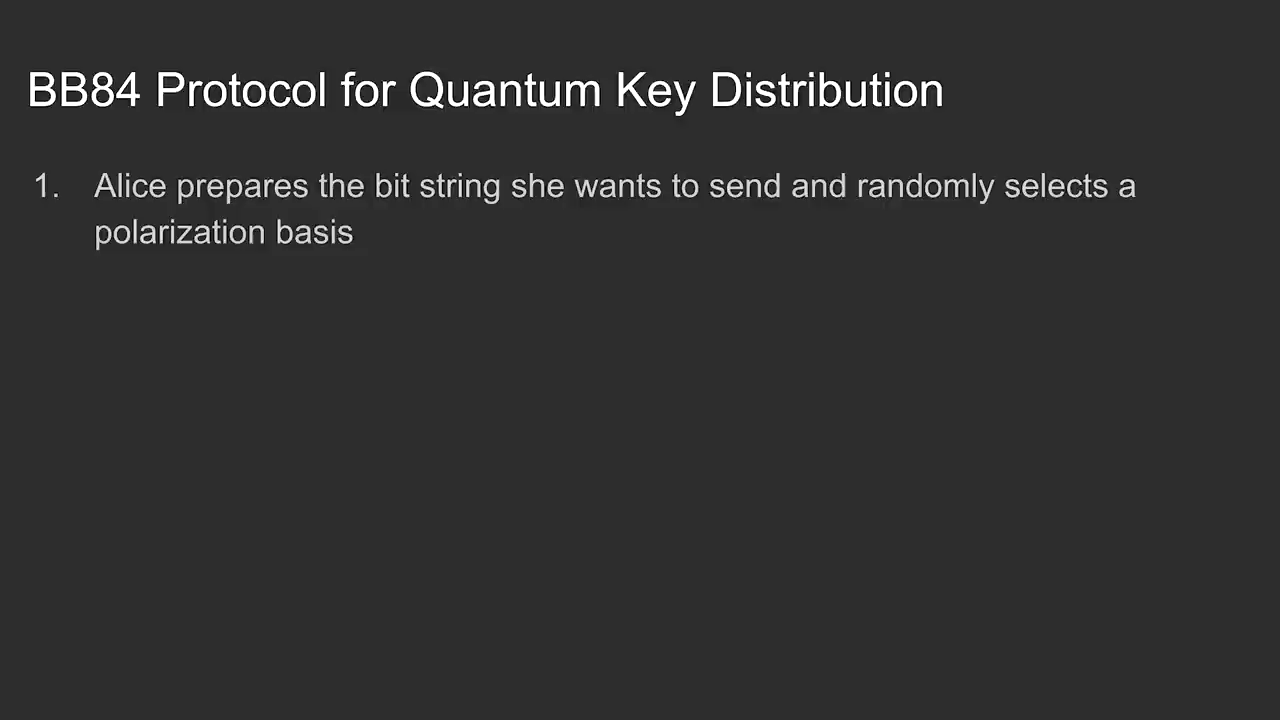 BB84 Protocol for Quantum Key Distribution
1. Alice prepares the bit string she wants to send and randomly selects a
polarization basis